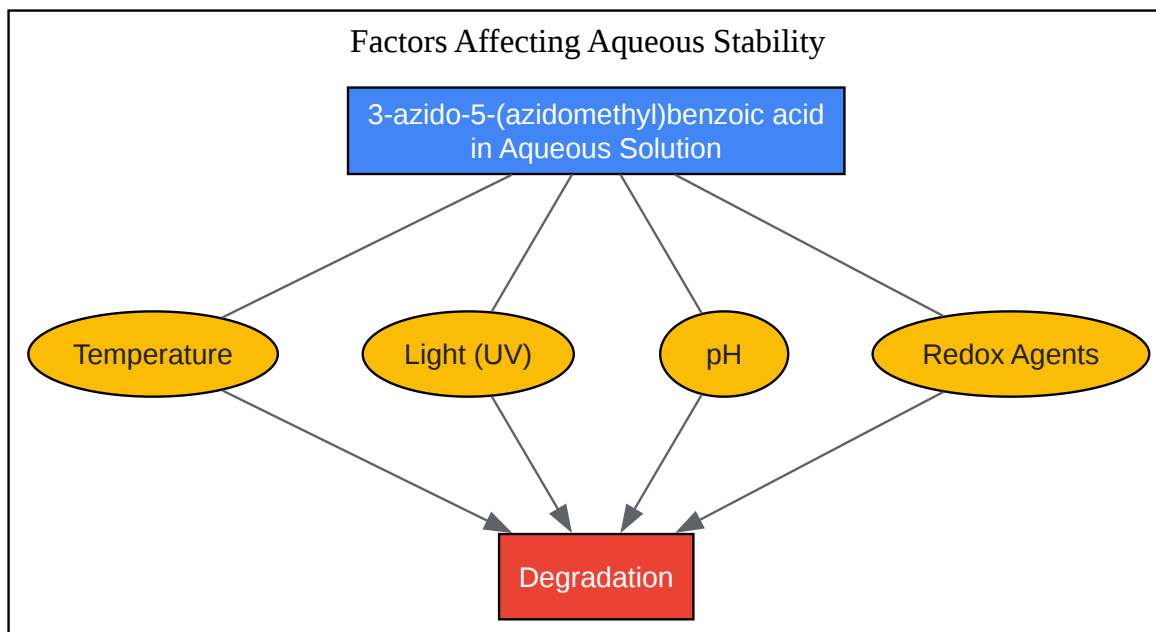 Factors Affecting Aqueous Stability
3-azido-5-(azidomethyl)benzoic acid
in Aqueous Solution
Temperature
Light (UV)
pH
Redox Agents
Degradation